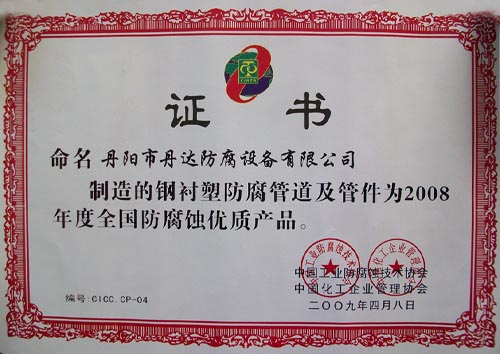 证 书
命名 丹阳市丹达防腐设备有限公司
制造的钢衬塑防腐管道及管件为2008
年度全国防腐蚀优质产品。
中国工业防腐蚀技术协会
中国化工企业管理协会
二〇〇九年四月八日
编号:CICC.CP-04